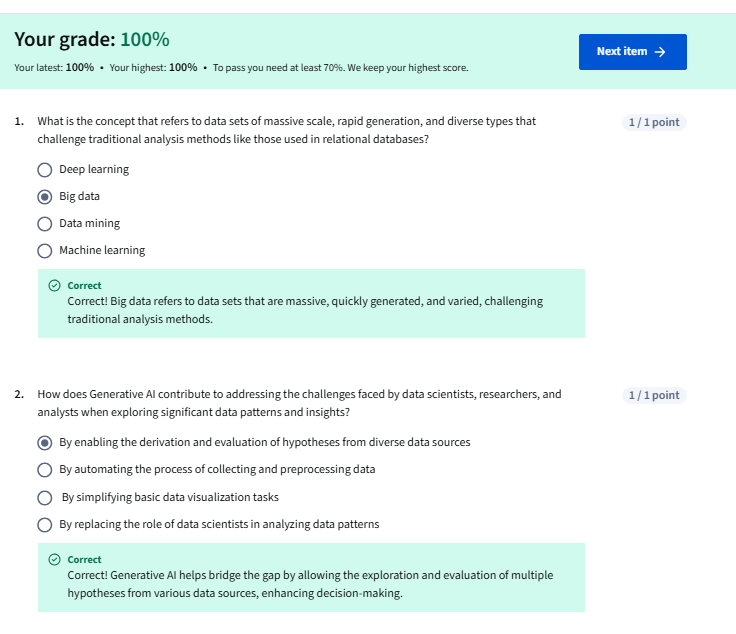 Your grade: 100%
Next item →
Your latest: 100% • Your highest: 100% • To pass you need at least 70%. We keep your highest score.
1. What is the concept that refers to data sets of massive scale, rapid generation, and diverse types that
challenge traditional analysis methods like those used in relational databases?
1 / 1 point
Deep learning
Big data
Data mining
Machine learning
Correct
Correct! Big data refers to data sets that are massive, quickly generated, and varied, challenging
traditional analysis methods.
2. How does Generative AI contribute to addressing the challenges faced by data scientists, researchers, and
analysts when exploring significant data patterns and insights?
1 / 1 point
By enabling the derivation and evaluation of hypotheses from diverse data sources
By automating the process of collecting and preprocessing data
By simplifying basic data visualization tasks
By replacing the role of data scientists in analyzing data patterns
Correct
Correct! Generative AI helps bridge the gap by allowing the exploration and evaluation of multiple
hypotheses from various data sources, enhancing decision-making.